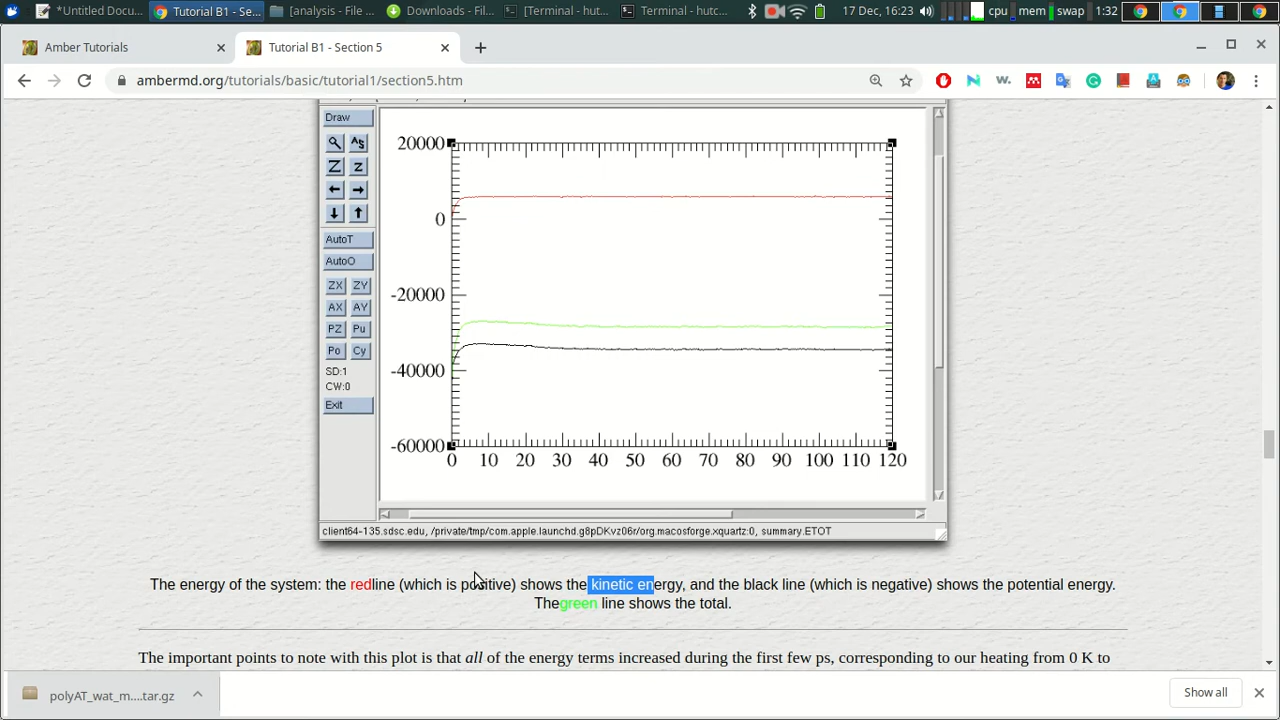 *Untitled Docu...
Tutorial B1 - Se...
[analysis - File ...
Downloads - Fil...
[Terminal - hut...
Terminal - hutc...
17 Dec, 16:23
cpu
mem
swap
1:32
Amber Tutorials
Tutorial B1 - Section 5
ambermd.org/tutorials/basic/tutorial1/section5.htm
w.
Draw
AS
Z
z
AutoT
AutoO
ZX
ZY
AX
AY
PZ
Pu
Po
Cy
SD:1
CW:0
Exit
20000
0
-20000
-40000
-60000
0 10 20 30 40 50 60 70 80 90 100 110 120
client64-135.sdsc.edu, /private/tmp/com.apple.launchd.g8pDKvz06r/org.macosforge.xquartz:0, summary.ETOT
The energy of the system: the redline (which is positive) shows the kinetic energy, and the black line (which is negative) shows the potential energy.
Thegreen line shows the total.
The important points to note with this plot is that all of the energy terms increased during the first few ps, corresponding to our heating from 0 K to
polyAT_wat_m....tar.gz
Show all